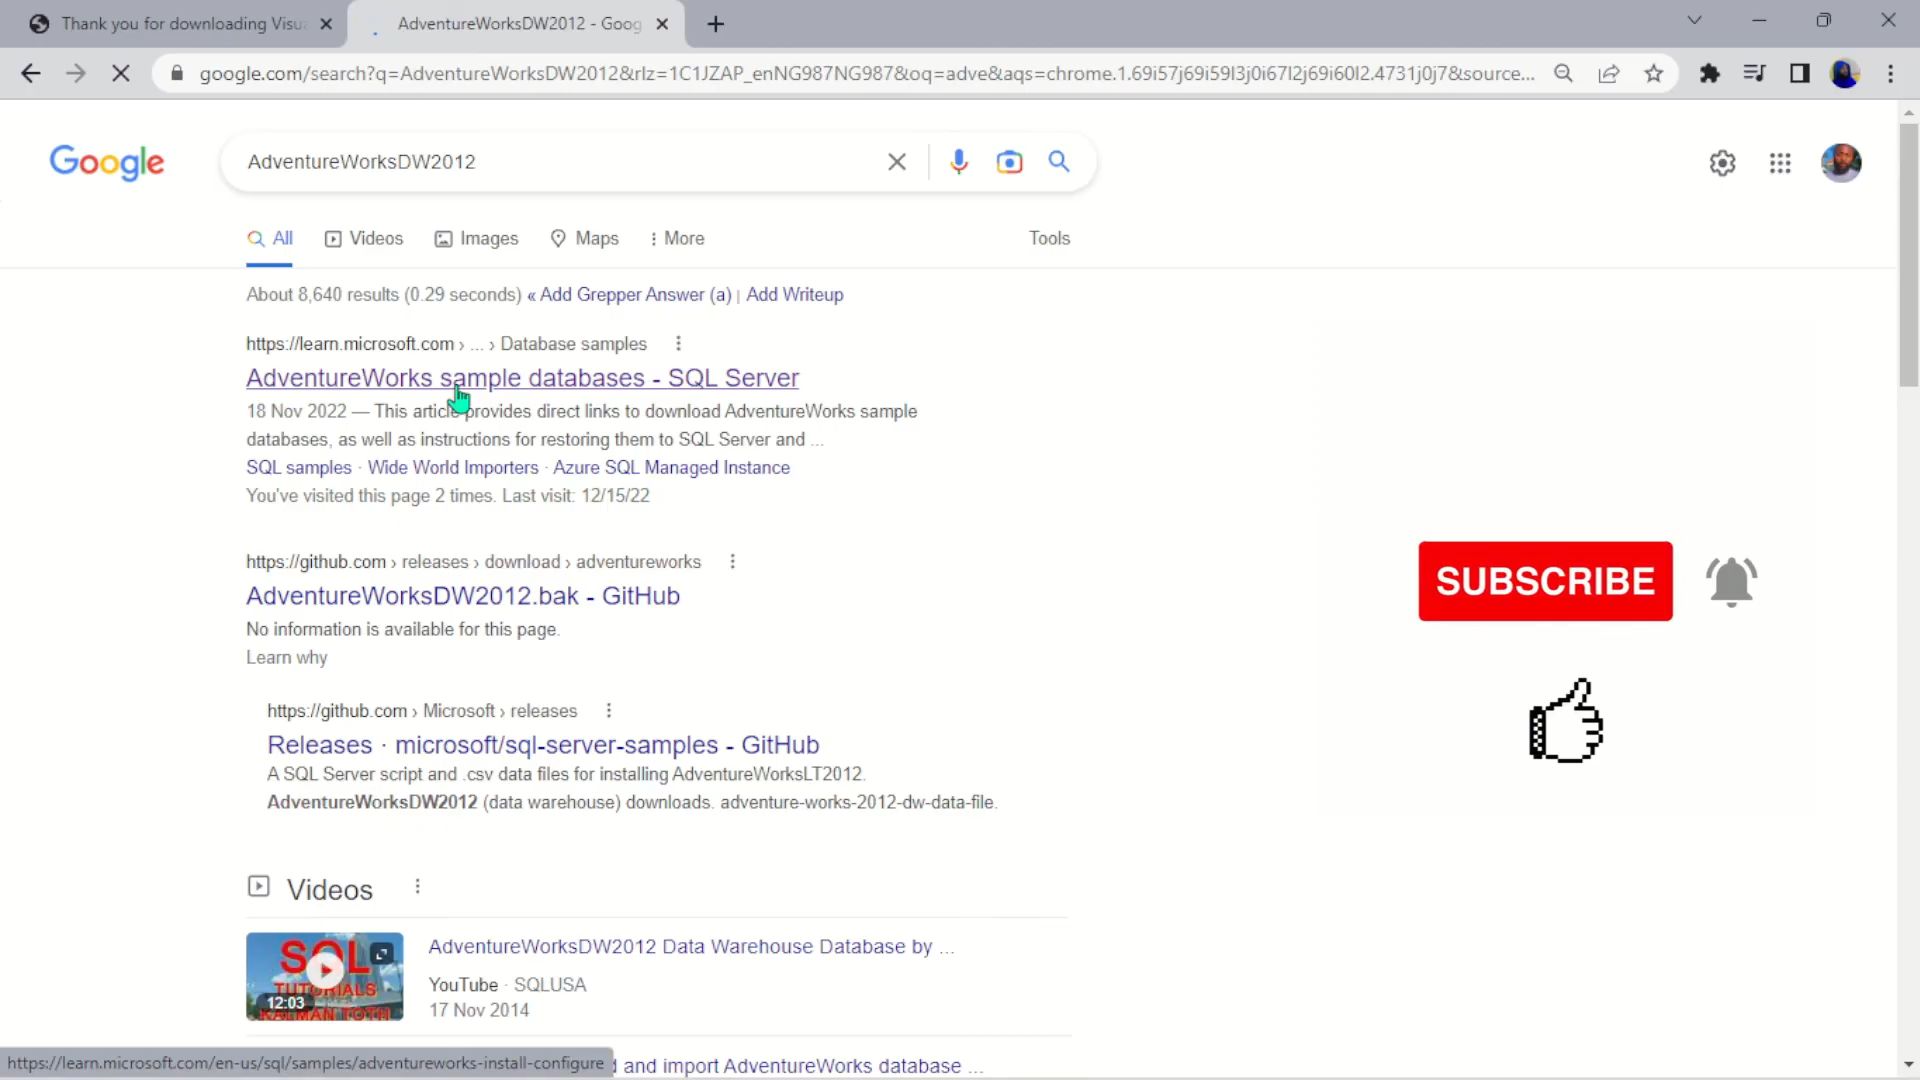 Thank you for downloading Visu
AdventureWorksDW2012 - Goog
google.com/search?q=AdventureWorksDW2012&rlz=1C1JZAP_enNG987NG987&oq=adve&aqs=chrome.1.69i57j69i59l3j0i67l2j69i60l2.4731j0j7&source...
Google
AdventureWorksDW2012
All
Videos
Images
Maps
More
Tools
About 8,640 results (0.29 seconds) « Add Grepper Answer (a) | Add Writeup
https://learn.microsoft.com › ... › Database samples
AdventureWorks sample databases - SQL Server
18 Nov 2022 — This article provides direct links to download AdventureWorks sample
databases, as well as instructions for restoring them to SQL Server and ...
SQL samples · Wide World Importers · Azure SQL Managed Instance
You've visited this page 2 times. Last visit: 12/15/22
https://github.com › releases › download › adventureworks
AdventureWorksDW2012.bak - GitHub
No information is available for this page.
Learn why
SUBSCRIBE
https://github.com › Microsoft › releases
Releases · microsoft/sql-server-samples - GitHub
A SQL Server script and .csv data files for installing AdventureWorksLT2012.
AdventureWorksDW2012 (data warehouse) downloads. adventure-works-2012-dw-data-file.
Videos
SQL
TUTORIALS
KALMAN TOTH
12:03
AdventureWorksDW2012 Data Warehouse Database by ...
YouTube · SQLUSA
17 Nov 2014
https://learn.microsoft.com/en-us/sql/samples/adventureworks-install-configure
and import AdventureWorks database ...